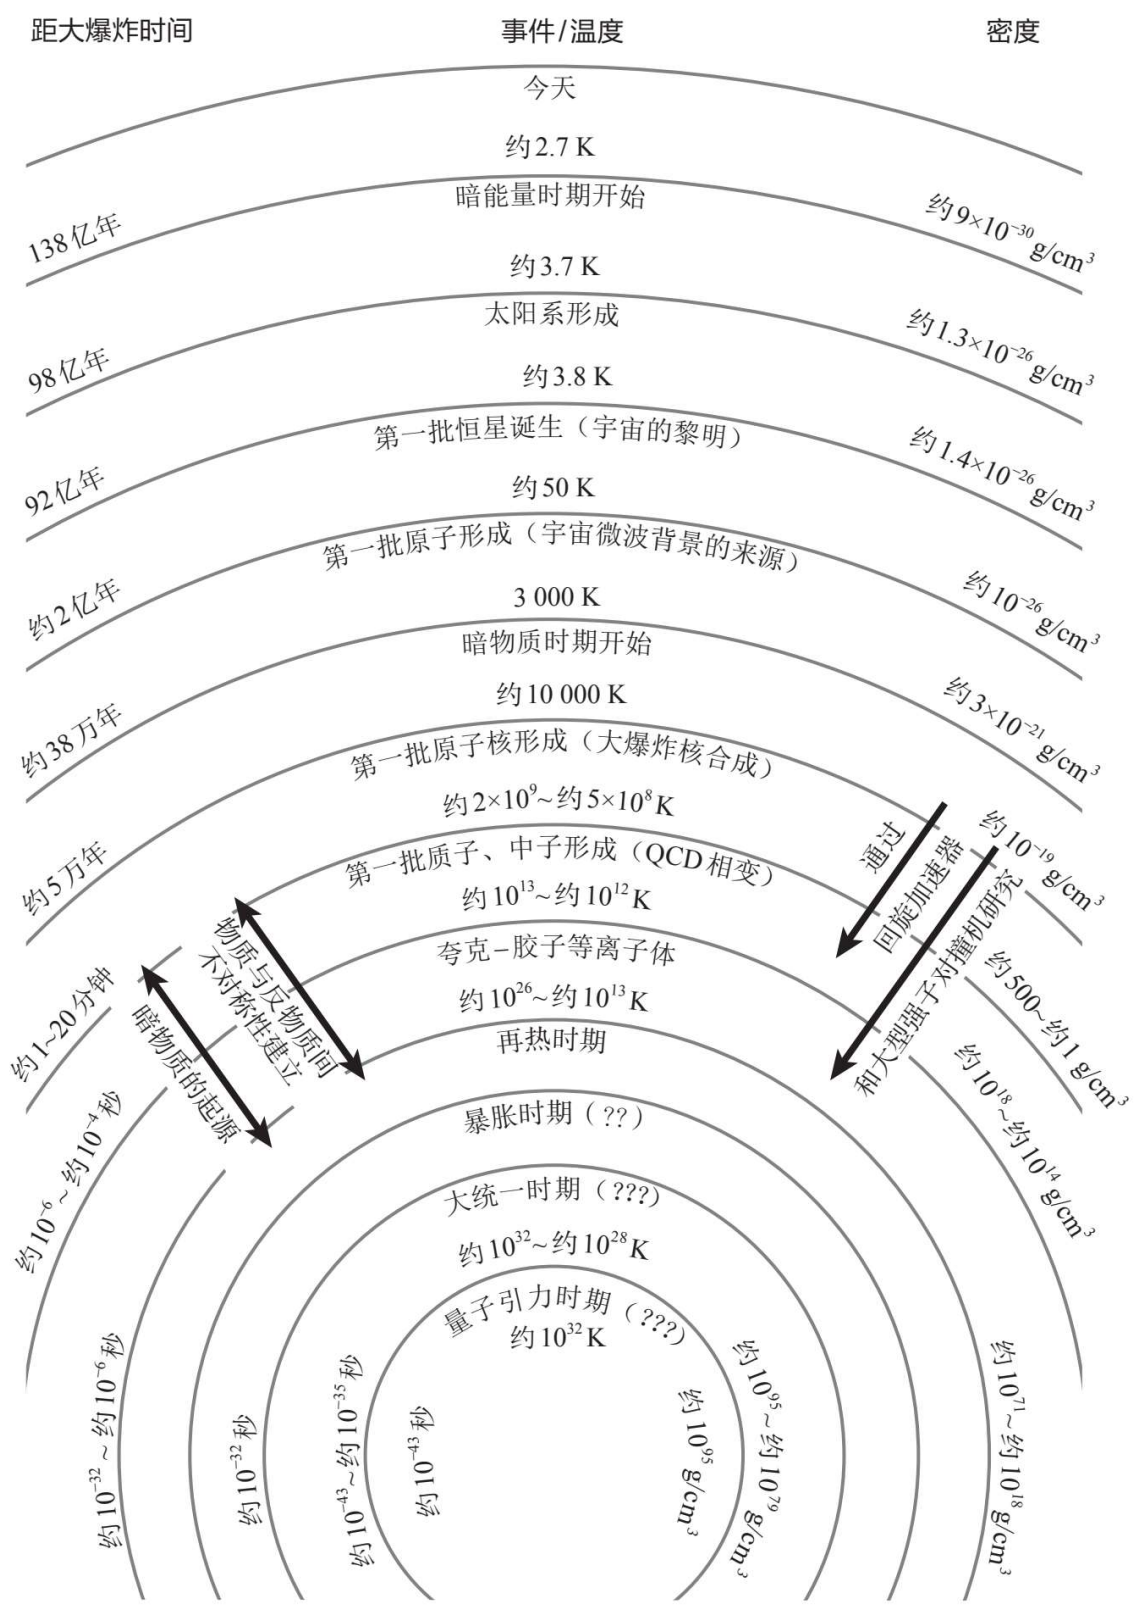 距大爆炸时间
事件/温度
密度
今天
约2.7 K
138亿年
暗能量时期开始
约9×10⁻³⁰ g/cm³
约3.7 K
98亿年
太阳系形成
约1.3×10⁻²⁶ g/cm³
约3.8 K
92亿年
第一批恒星诞生（宇宙的黎明）
约1.4×10⁻²⁶ g/cm³
约50 K
约2亿年
第一批原子形成（宇宙微波背景的来源）
约10⁻²⁶ g/cm³
3 000 K
约38万年
暗物质时期开始
约3×10⁻²¹ g/cm³
约10 000 K
约5万年
第一批原子核形成（大爆炸核合成）
约10⁻¹⁹ g/cm³
约2×10⁹~约5×10⁸ K
约1~20分钟
第一批质子、中子形成（QCD相变）
约500~约1 g/cm³
约10¹³~约10¹² K
约10⁻⁶~约10⁻⁴秒
夸克–胶子等离子体
约10¹⁸~约10¹⁴ g/cm³
约10²⁶~约10¹³ K
约10⁻³²~约10⁻⁶秒
再热时期
约10⁷¹~约10¹⁸ g/cm³
通过
回旋加速器
和大型强子对撞机研究
物质与反物质间
不对称性建立
暗物质的起源
暴胀时期（??）
约10⁻³²秒
大统一时期（???）
约10³²~约10²⁸ K
约10⁻⁴³~约10⁻³⁵秒
约10⁹⁵~约10⁷⁹ g/cm³
量子引力时期（???）
约10³² K
约10⁻⁴³秒
约10⁹⁵ g/cm³